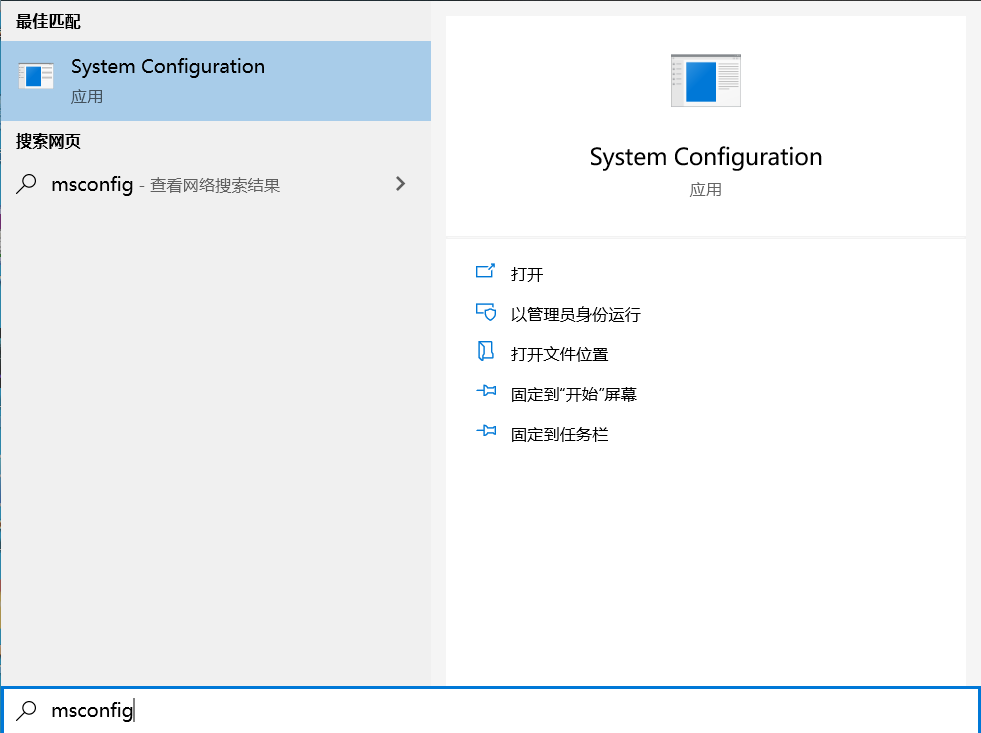 最佳匹配
System Configuration
应用
搜索网页
msconfig - 查看网络搜索结果
System Configuration
应用
打开
以管理员身份运行
打开文件位置
固定到"开始"屏幕
固定到任务栏
msconfig